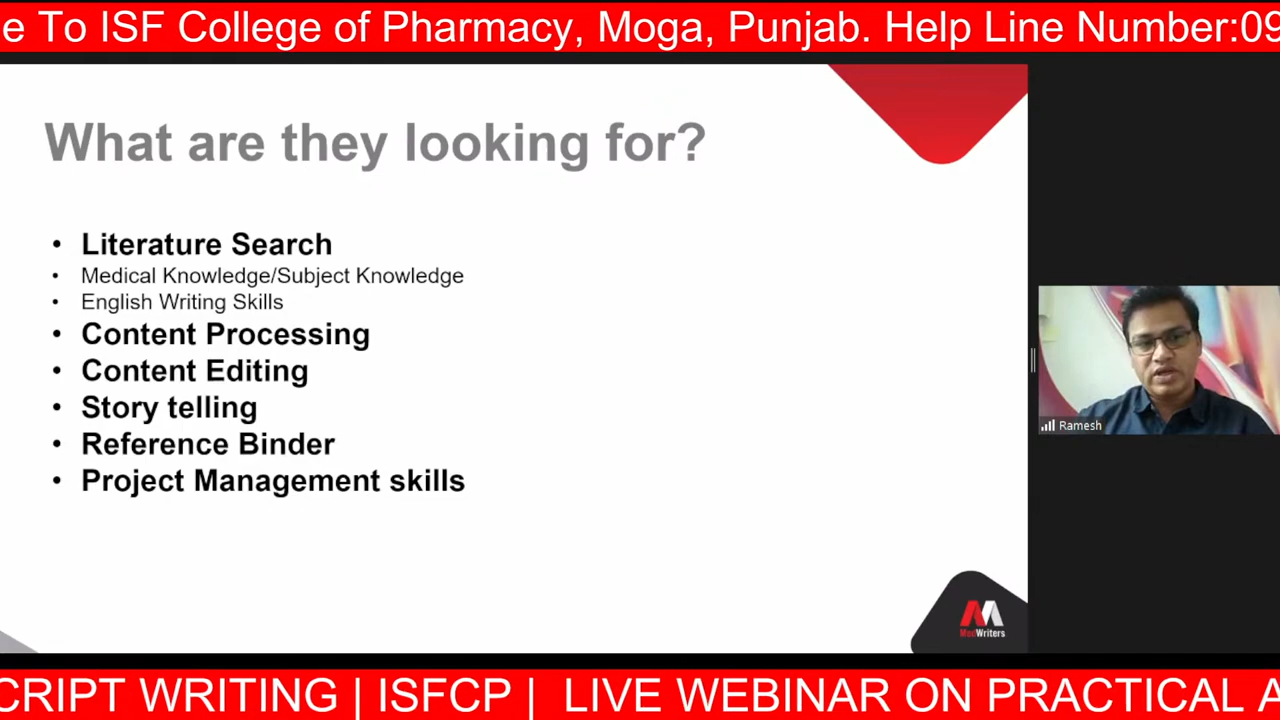 e To ISF College of Pharmacy, Moga, Punjab. Help Line Number:09
What are they looking for?
• Literature Search
• Medical Knowledge/Subject Knowledge
• English Writing Skills
• Content Processing
• Content Editing
• Story telling
• Reference Binder
• Project Management skills
Ramesh
MedWriters
CRIPT WRITING | ISFCP | LIVE WEBINAR ON PRACTICAL A